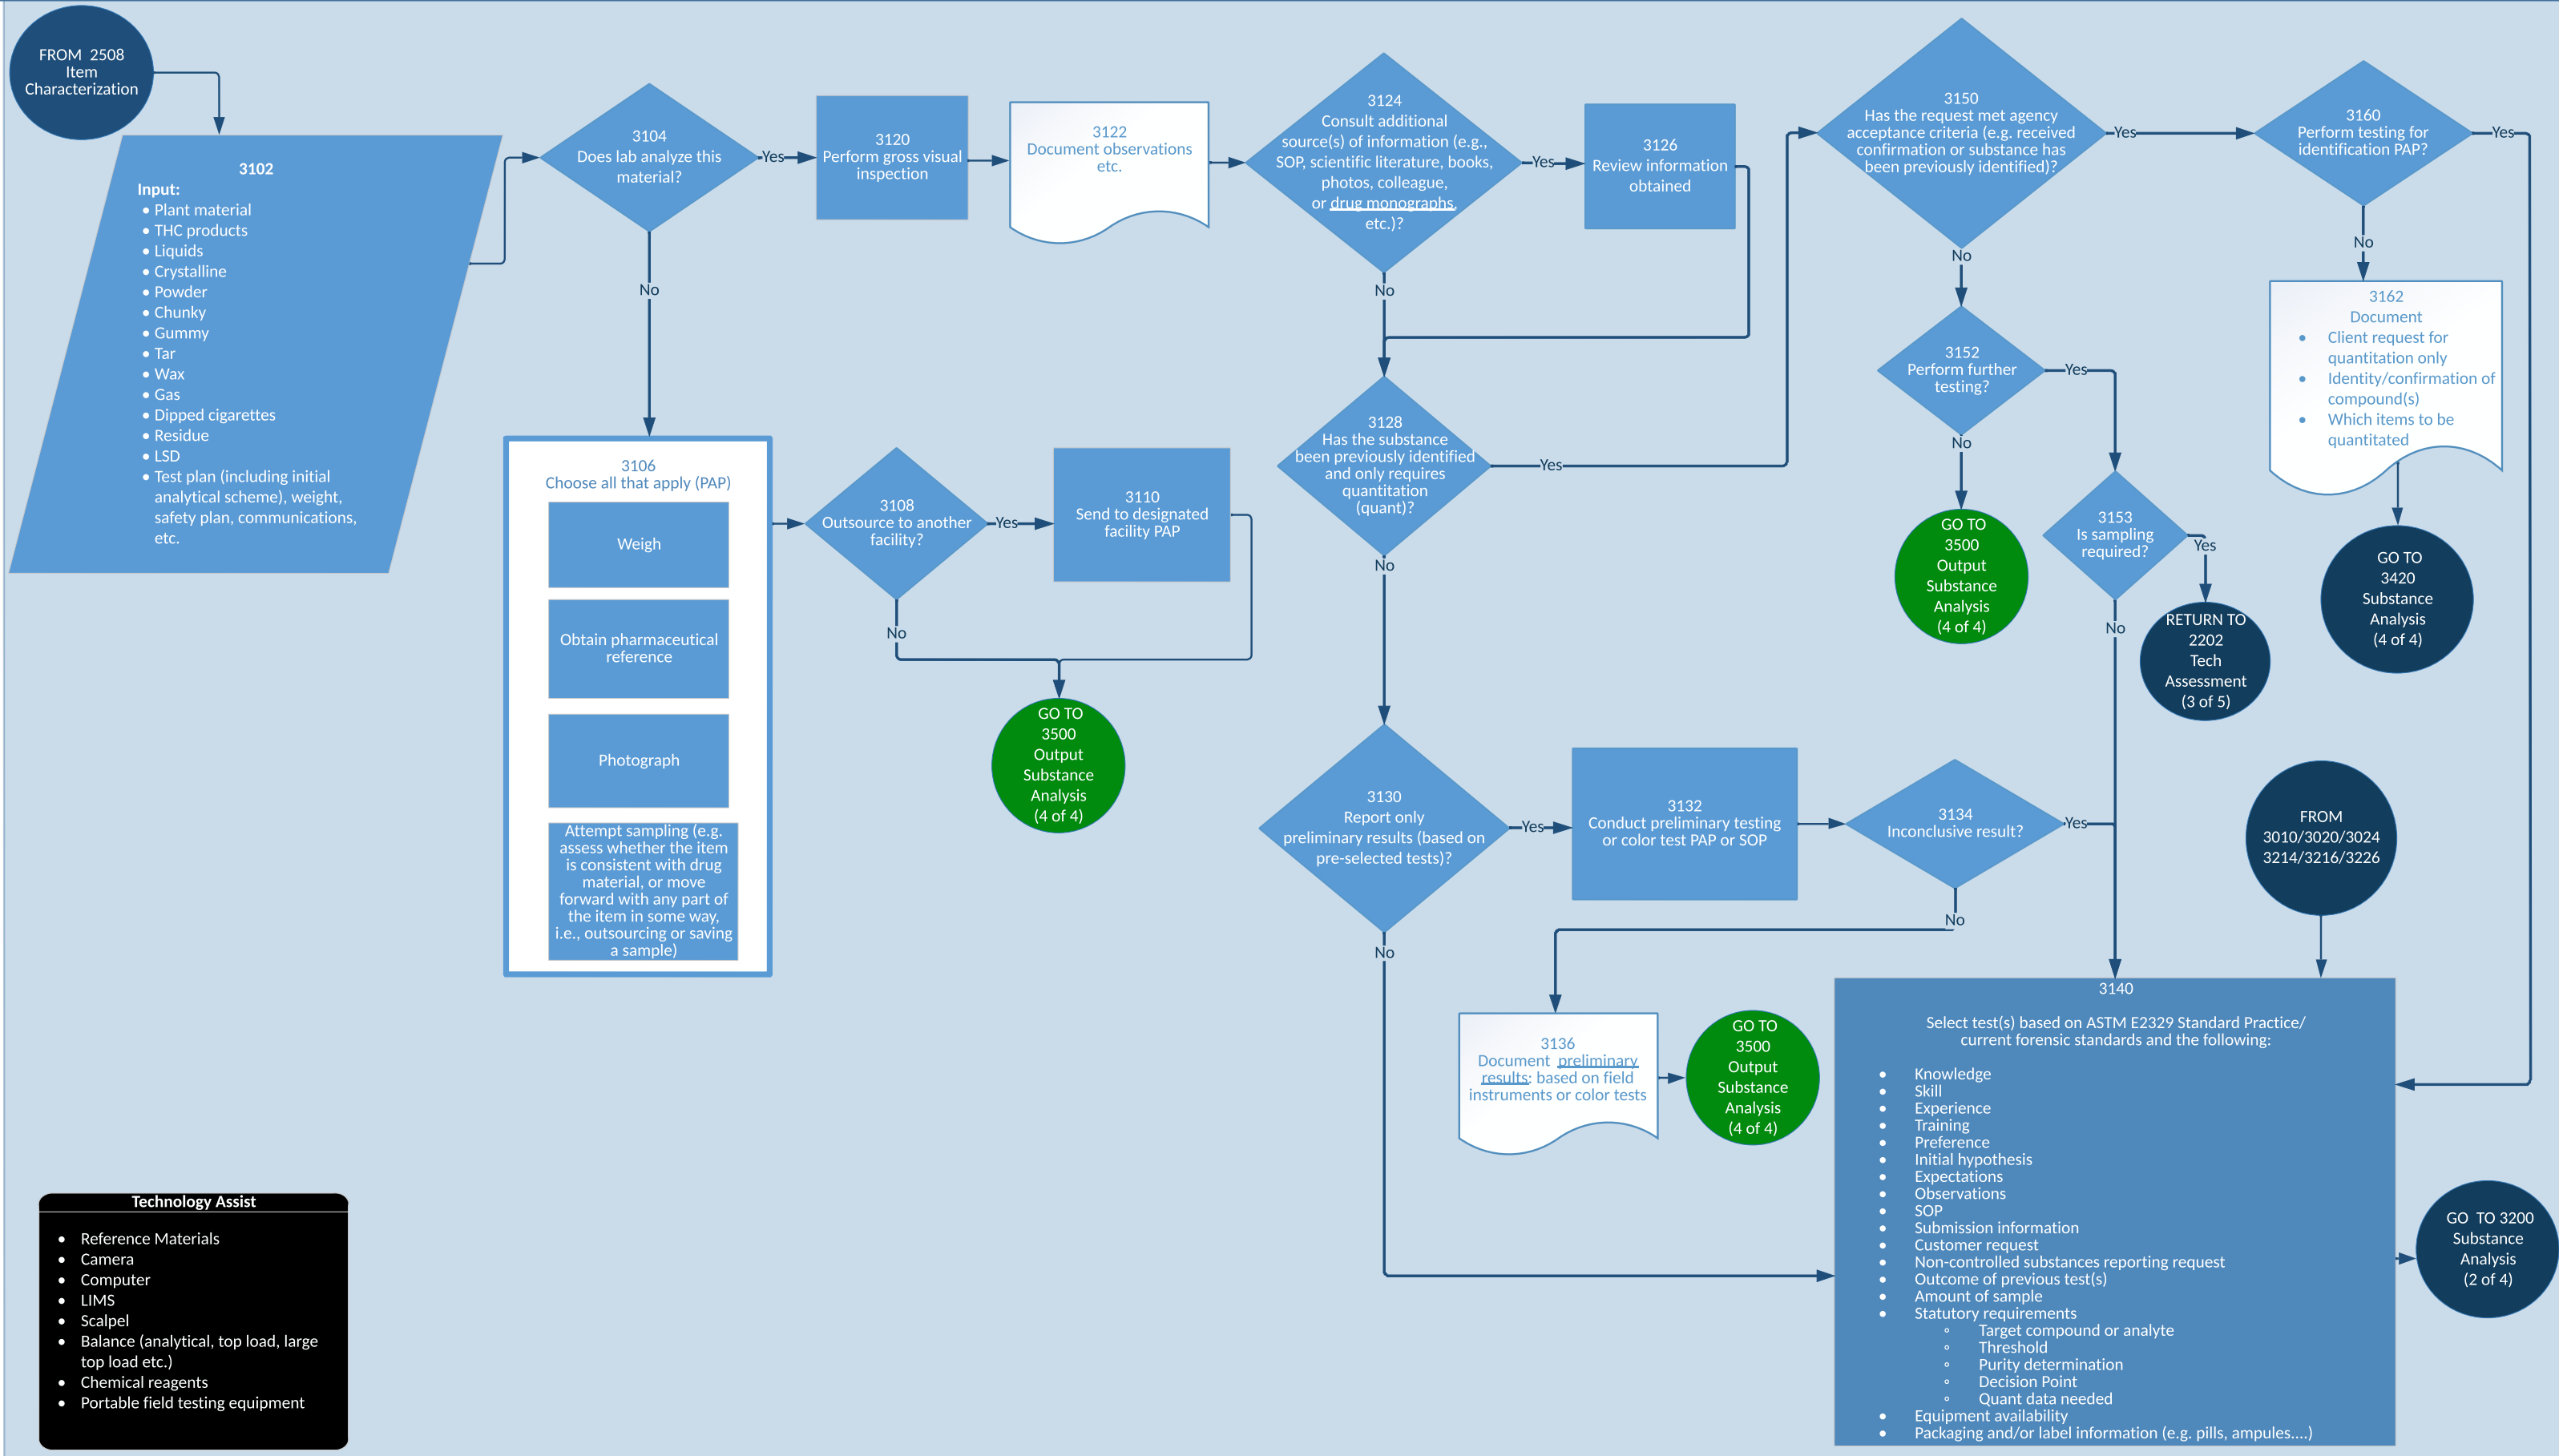 FROM  2508
Item
Characterization
3102
Input:
• Plant material
• THC products
• Liquids
• Crystalline
• Powder
• Chunky
• Gummy
• Tar
• Wax
• Gas
• Dipped cigarettes
• Residue
• LSD
• Test plan (including initial
analytical scheme), weight,
safety plan, communications,
etc.
3104
Does lab analyze this
material?
Yes
No
3106
Choose all that apply (PAP)
Weigh
Obtain pharmaceutical
reference
Photograph
Attempt sampling (e.g.
assess whether the item
is consistent with drug
material, or move
forward with any part of
the item in some way,
i.e., outsourcing or saving
a sample)
3108
Outsource to another
facility?
Yes
No
3110
Send to designated
facility PAP
GO TO
3500
Output
Substance
Analysis
(4 of 4)
3120
Perform gross visual
inspection
3122
Document observations
etc.
3124
Consult additional
source(s) of information (e.g.,
SOP, scientific literature, books,
photos, colleague,
or drug monographs,
etc.)?
Yes
No
3126
Review information
obtained
3128
Has the substance
been previously identified
and only requires
quantitation
(quant)?
Yes
No
3130
Report only
preliminary results (based on
pre-selected tests)?
Yes
No
3132
Conduct preliminary testing
or color test PAP or SOP
3134
Inconclusive result?
Yes
No
3136
Document  preliminary
results: based on field
instruments or color tests
GO TO
3500
Output
Substance
Analysis
(4 of 4)
3150
Has the request met agency
acceptance criteria (e.g. received
confirmation or substance has
been previously identified)?
Yes
No
3152
Perform further
testing?
Yes
No
GO TO
3500
Output
Substance
Analysis
(4 of 4)
3153
Is sampling
required?
Yes
No
RETURN TO
2202
Tech
Assessment
(3 of 5)
3160
Perform testing for
identification PAP?
Yes
No
3162
Document
• Client request for
quantitation only
• Identity/confirmation of
compound(s)
• Which items to be
quantitated
GO TO
3420
Substance
Analysis
(4 of 4)
FROM
3010/3020/3024
3214/3216/3226
3140
Select test(s) based on ASTM E2329 Standard Practice/
current forensic standards and the following:
• Knowledge
• Skill
• Experience
• Training
• Preference
• Initial hypothesis
• Expectations
• Observations
• SOP
• Submission information
• Customer request
• Non-controlled substances reporting request
• Outcome of previous test(s)
• Amount of sample
• Statutory requirements
◦ Target compound or analyte
◦ Threshold
◦ Purity determination
◦ Decision Point
◦ Quant data needed
• Equipment availability
• Packaging and/or label information (e.g. pills, ampules....)
GO  TO 3200
Substance
Analysis
(2 of 4)
Technology Assist
• Reference Materials
• Camera
• Computer
• LIMS
• Scalpel
• Balance (analytical, top load, large
top load etc.)
• Chemical reagents
• Portable field testing equipment